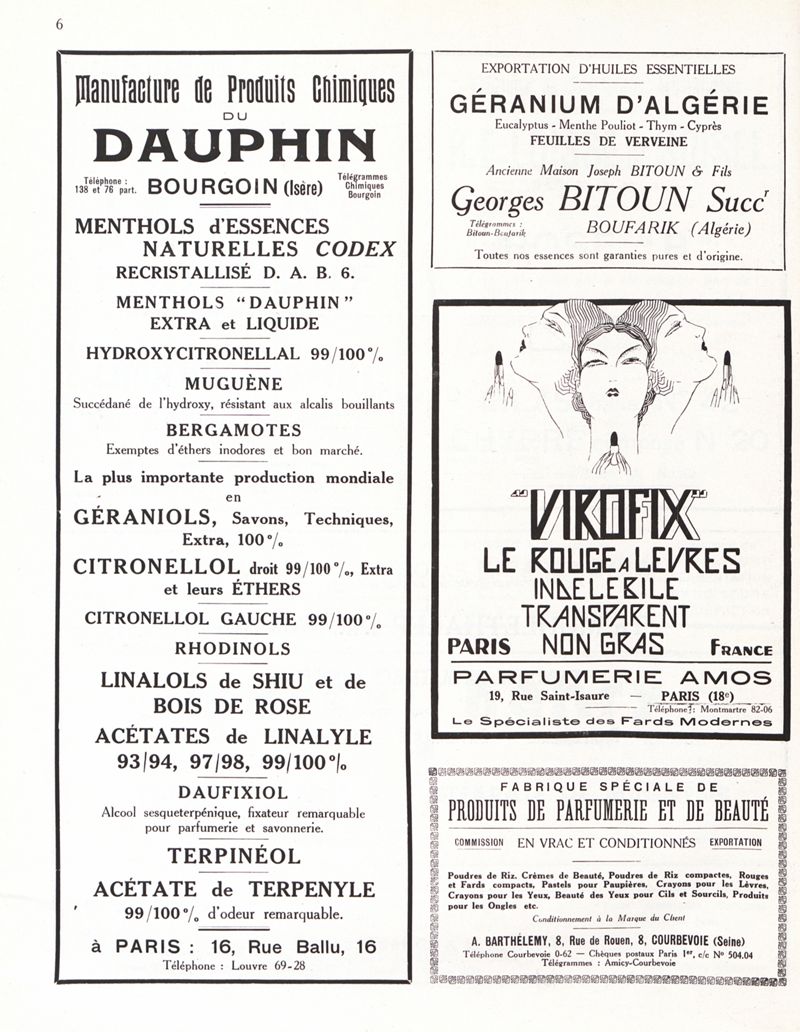 6
Manufacture de Produits Chimiques
DU
DAUPHIN
Téléphone :
138 et 76 part.
BOURGOIN (Isère)
Télégrammes
Chimiques
Bourgoin
MENTHOLS d'ESSENCES
NATURELLES CODEX
RECRISTALLISÉ D. A. B. 6.
MENTHOLS "DAUPHIN"
EXTRA et LIQUIDE
HYDROXYCITRONELLAL 99/100 %
MUGUÈNE
Succédané de l'hydroxy, résistant aux alcalis bouillants
BERGAMOTES
Exemptes d'éthers inodores et bon marché.
La plus importante production mondiale
en
GÉRANIOLS, Savons, Techniques,
Extra, 100 %
CITRONELLOL droit 99/100 %, Extra
et leurs ÉTHERS
CITRONELLOL GAUCHE 99/100 %
RHODINOLS
LINALOLS de SHIU et de
BOIS DE ROSE
ACÉTATES de LINALYLE
93/94, 97/98, 99/100 %
DAUFIXIOL
Alcool sesqueterpénique, fixateur remarquable
pour parfumerie et savonnerie.
TERPINÉOL
ACÉTATE de TERPENYLE
99/100 % d'odeur remarquable.
à PARIS : 16, Rue Ballu, 16
Téléphone : Louvre 69-28
EXPORTATION D'HUILES ESSENTIELLES
GÉRANIUM D'ALGÉRIE
Eucalyptus - Menthe Pouliot - Thym - Cyprès
FEUILLES DE VERVEINE
Ancienne Maison Joseph BITOUN & Fils
Georges BITOUN Succr
Télégrammes :
Bitoun-Boufarik
BOUFARIK (Algérie)
Toutes nos essences sont garanties pures et d'origine.
"VIROFIX"
LE ROUGE A LEVRES
INDELEBILE
TRANSPARENT
PARIS NON GRAS FRANCE
PARFUMERIE AMOS
19, Rue Saint-Isaure — PARIS (18e)
Téléphone : Montmartre 82-06
Le Spécialiste des Fards Modernes
FABRIQUE SPÉCIALE DE
PRODUITS DE PARFUMERIE ET DE BEAUTÉ
COMMISSION EN VRAC ET CONDITIONNÉS EXPORTATION
Poudres de Riz, Crèmes de Beauté, Poudres de Riz compactes, Rouges
et Fards compacts, Pastels pour Paupières, Crayons pour les Lèvres,
Crayons pour les Yeux, Beauté des Yeux pour Cils et Sourcils, Produits
pour les Ongles etc.
Conditionnement à la Marque du Client
A. BARTHÉLEMY, 8, Rue de Rouen, 8, COURBEVOIE (Seine)
Téléphone Courbevoie 0-62 — Chèques postaux Paris 1er, c/c No 504.04
Télégrammes : Amicy-Courbevoie